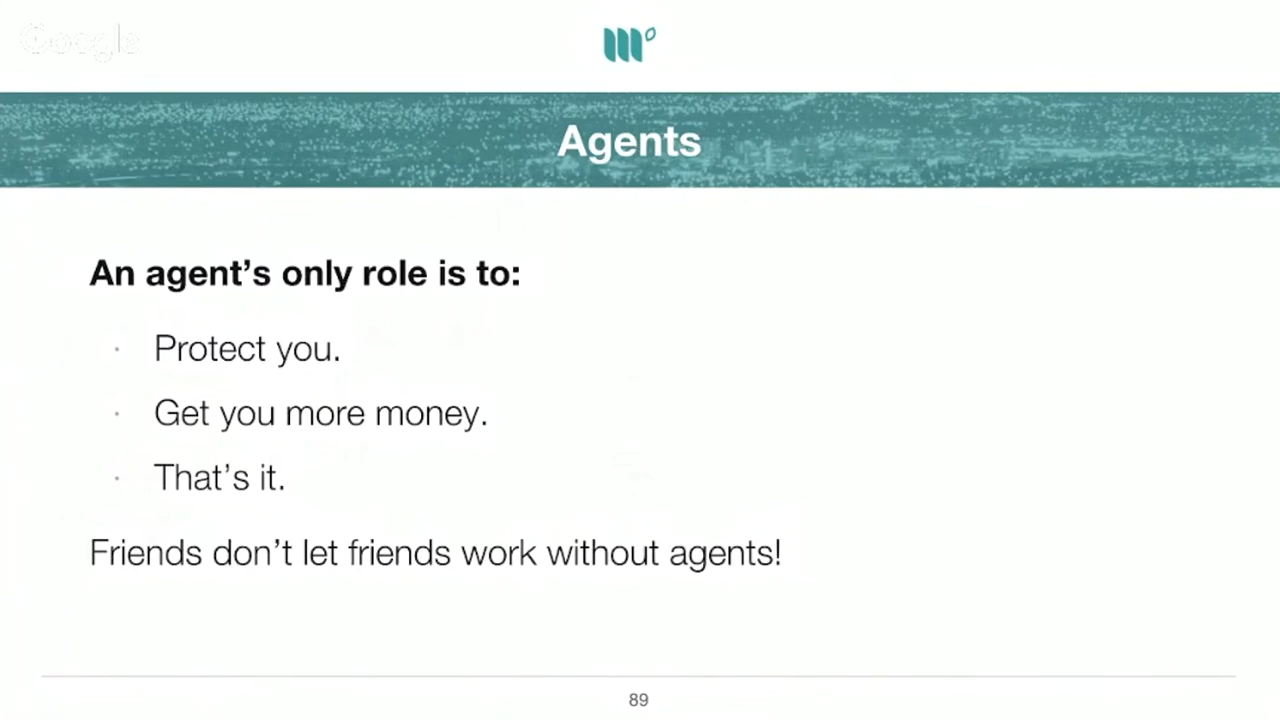 Google
Agents
An agent’s only role is to:
· Protect you.
· Get you more money.
· That’s it.
Friends don’t let friends work without agents!
89